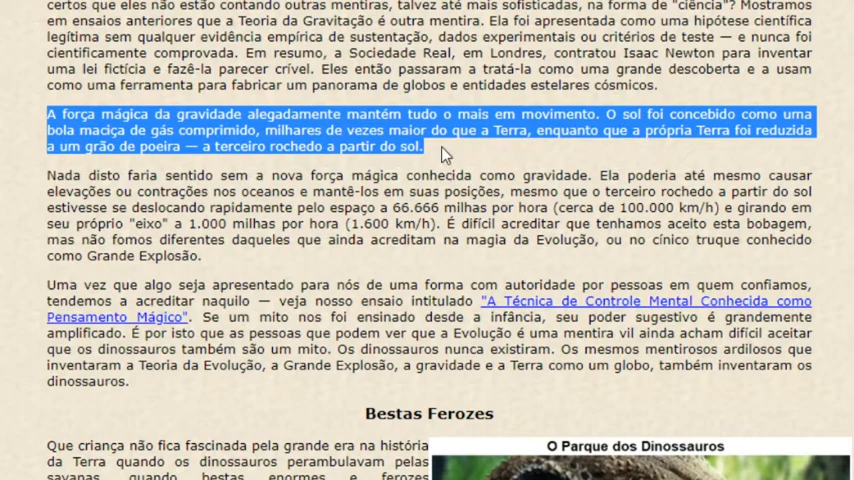 certos que eles não estão contando outras mentiras, talvez até mais sofisticadas, na forma de "ciência"? Mostramos
em ensaios anteriores que a Teoria da Gravitação é outra mentira. Ela foi apresentada como uma hipótese científica
legítima sem qualquer evidência empírica de sustentação, dados experimentais ou critérios de teste — e nunca foi
cientificamente comprovada. Em resumo, a Sociedade Real, em Londres, contratou Isaac Newton para inventar
uma lei fictícia e fazê-la parecer crível. Eles então passaram a tratá-la como uma grande descoberta e a usam
como uma ferramenta para fabricar um panorama de globos e entidades estelares cósmicos.
A força mágica da gravidade alegadamente mantém tudo o mais em movimento. O sol foi concebido como uma
bola maciça de gás comprimido, milhares de vezes maior do que a Terra, enquanto que a própria Terra foi reduzida
a um grão de poeira — a terceiro rochedo a partir do sol.
Nada disto faria sentido sem a nova força mágica conhecida como gravidade. Ela poderia até mesmo causar
elevações ou contrações nos oceanos e mantê-los em suas posições, mesmo que o terceiro rochedo a partir do sol
estivesse se deslocando rapidamente pelo espaço a 66.666 milhas por hora (cerca de 100.000 km/h) e girando em
seu próprio "eixo" a 1.000 milhas por hora (1.600 km/h). É difícil acreditar que tenhamos aceito esta bobagem,
mas não fomos diferentes daqueles que ainda acreditam na magia da Evolução, ou no cínico truque conhecido
como Grande Explosão.
Uma vez que algo seja apresentado para nós de uma forma com autoridade por pessoas em quem confiamos,
tendemos a acreditar naquilo — veja nosso ensaio intitulado "A Técnica de Controle Mental Conhecida como
Pensamento Mágico". Se um mito nos foi ensinado desde a infância, seu poder sugestivo é grandemente
amplificado. É por isto que as pessoas que podem ver que a Evolução é uma mentira vil ainda acham difícil aceitar
que os dinossauros também são um mito. Os dinossauros nunca existiram. Os mesmos mentirosos ardilosos que
inventaram a Teoria da Evolução, a Grande Explosão, a gravidade e a Terra como um globo, também inventaram os
dinossauros.
Bestas Ferozes
Que criança não fica fascinada pela grande era na história
da Terra quando os dinossauros perambulavam pelas
savanas, quando bestas enormes e ferozes
O Parque dos Dinossauros